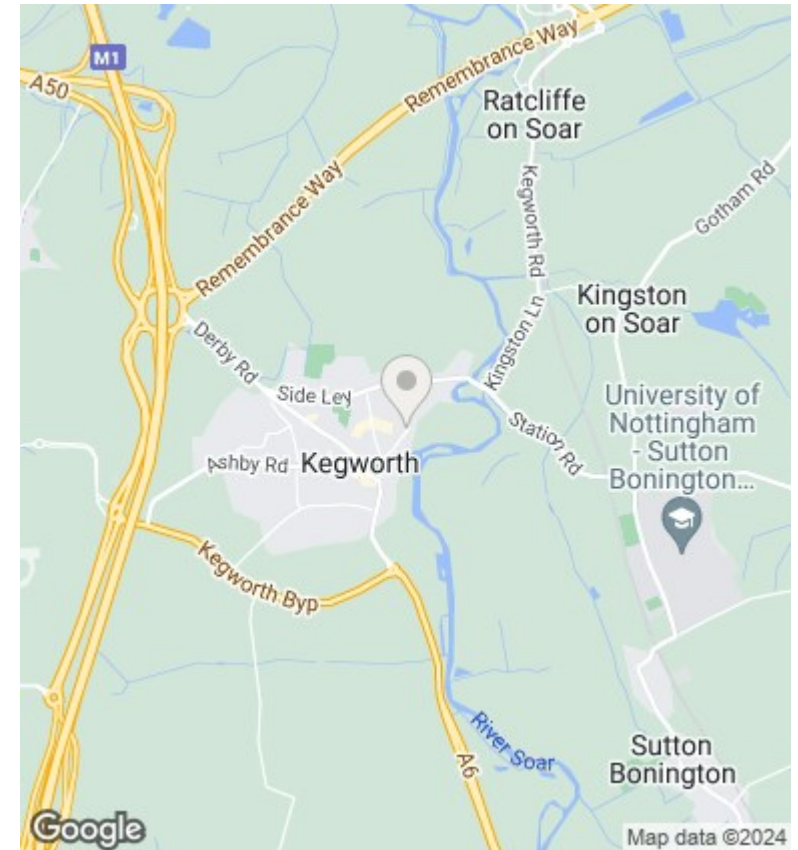 M1
A50
Remembrance Way
Ratcliffe
on Soar
Kegworth Rd
Gotham Rd
Remembrance Way
Kingston
on Soar
Kingston Ln
Derby Rd
Side Ley
University of
Nottingham
- Sutton
Bonington...
Station Rd
Ashby Rd
Kegworth
Kegworth Byp
River Soar
A6
Sutton
Bonington
Google
Map data ©2024